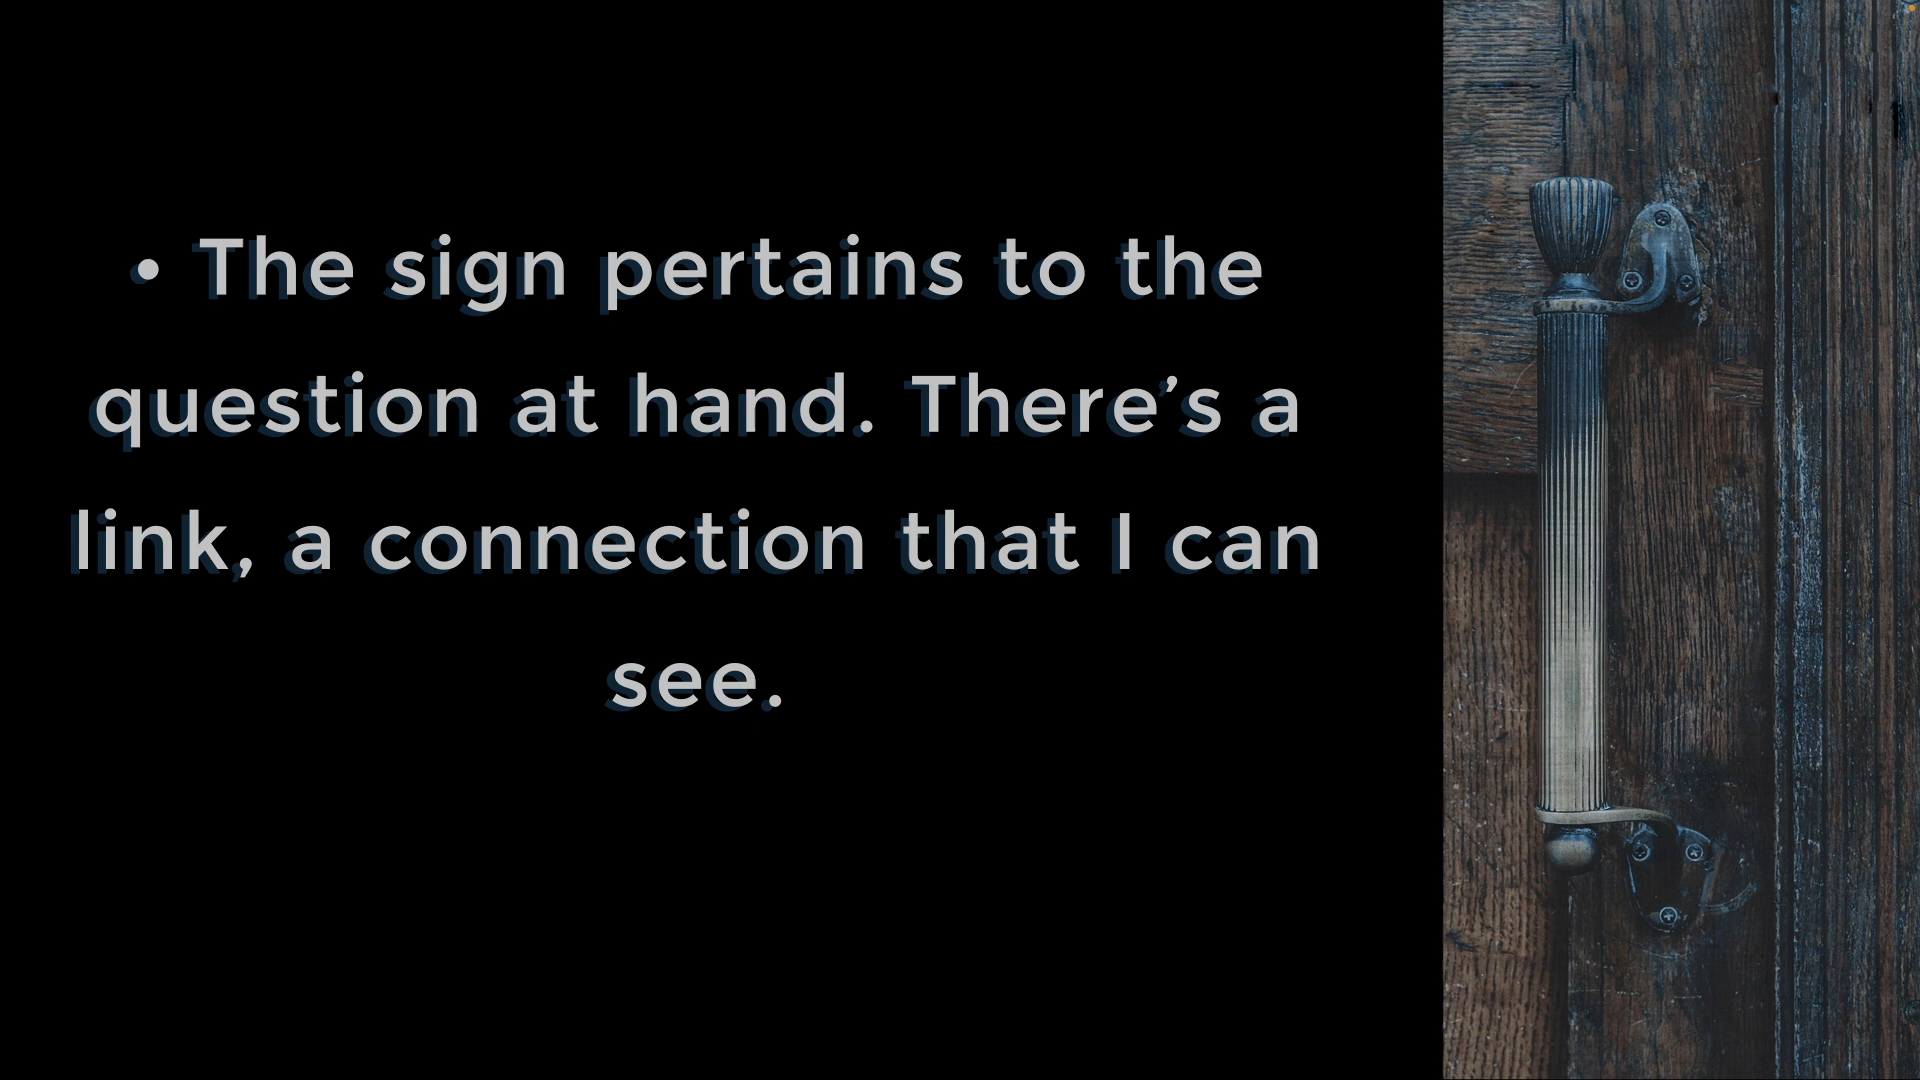 • The sign pertains to the
question at hand. There’s a
link, a connection that I can
see.